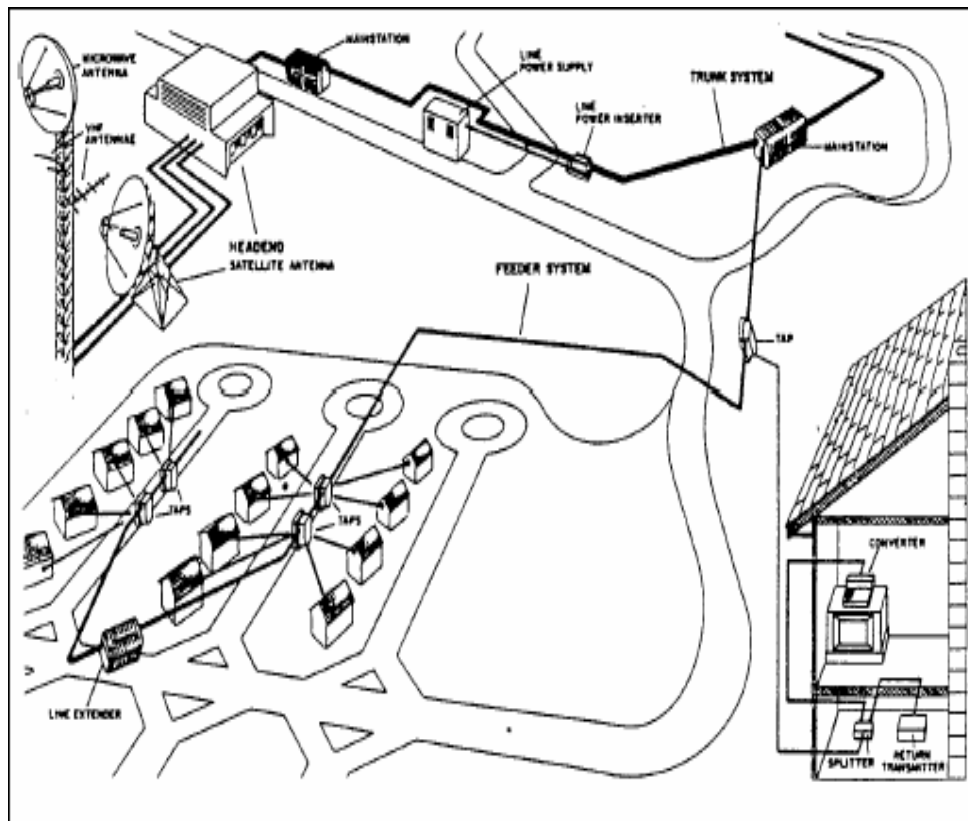 MICROWAVE
ANTENNA
VHF
ANTENNAE
MAINSTATION
LINE
POWER SUPPLY
LINE
POWER INSERTER
TRUNK SYSTEM
MAINSTATION
HEADEND
SATELLITE ANTENNA
FEEDER SYSTEM
TAP
TAPS
TAPS
LINE EXTENDER
CONVERTER
SPLITTER
RETURN
TRANSMITTER